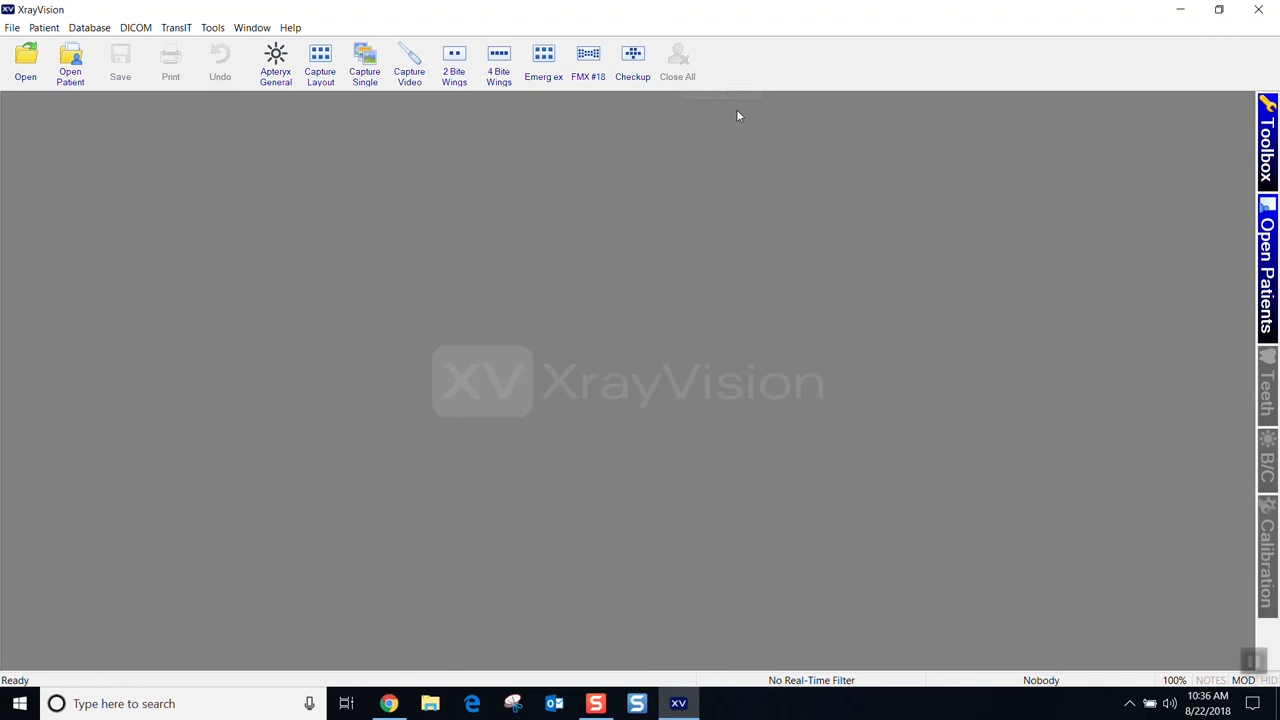 XV XrayVision
File Patient Database DICOM TransIT Tools Window Help
Open
Open Patient
Save
Print
Undo
Apteryx General
Capture Layout
Capture Single
Capture Video
2 Bite Wings
4 Bite Wings
Emerg ex
FMX #18
Checkup
Close All
Toolbox
Open Patients
Teeth
B/C
Calibration
XV XrayVision
Ready
No Real-Time Filter
Nobody
100% NOTES MOD HID
Type here to search
S
S
XV
10:36 AM
8/22/2018